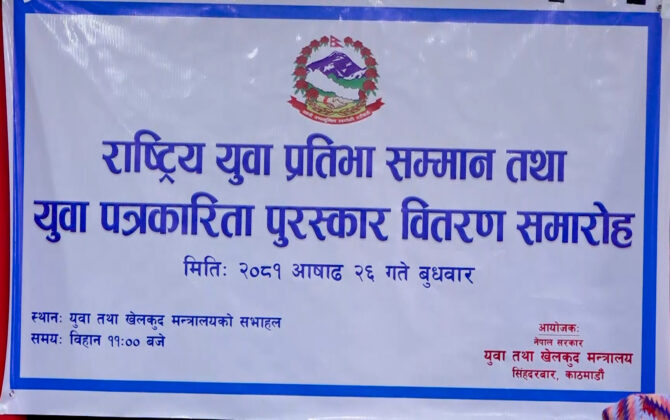 राष्ट्रिय युवा प्रतिभा सम्मान तथा
युवा पत्रकारिता पुरस्कार वितरण समारोह
मितिः २०८१ आषाढ २६ गते बुधवार
स्थानः युवा तथा खेलकुद मन्त्रालयको सभाहल
समयः विहान ११:०० बजे
आयोजकः
नेपाल सरकार
युवा तथा खेलकुद मन्त्रालय
सिंहदरबार, काठमाडौं